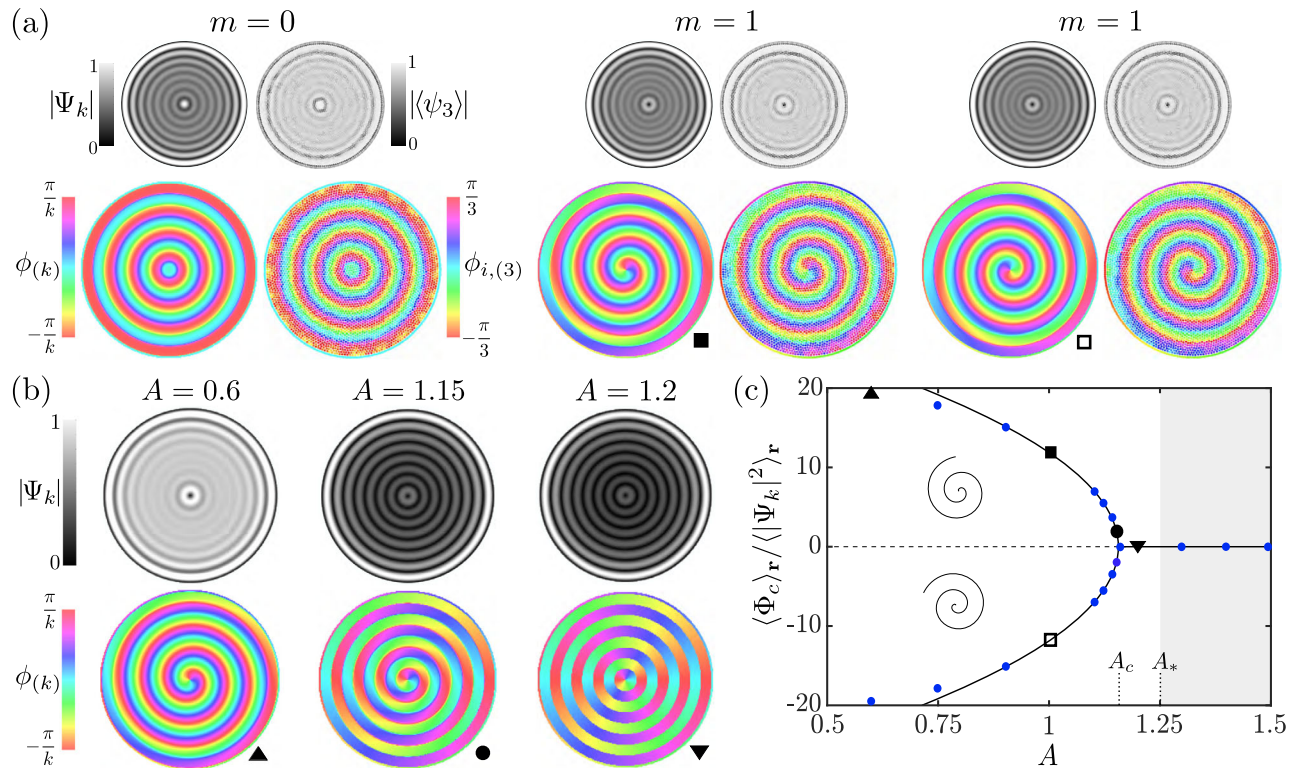 (a)
m = 0
m = 1
m = 1
1
|Ψ_k|
0
1
|⟨ψ_3⟩|
0
π/k
ϕ_(k)
−π/k
π/3
ϕ_{i,(3)}
−π/3
(b)
A = 0.6
A = 1.15
A = 1.2
1
|Ψ_k|
0
π/k
ϕ_(k)
−π/k
(c)
⟨Φ_c⟩_r/⟨|Ψ_k|^2⟩_r
20
10
0
-10
-20
A_c
A_*
0.5
0.75
1
1.25
1.5
A